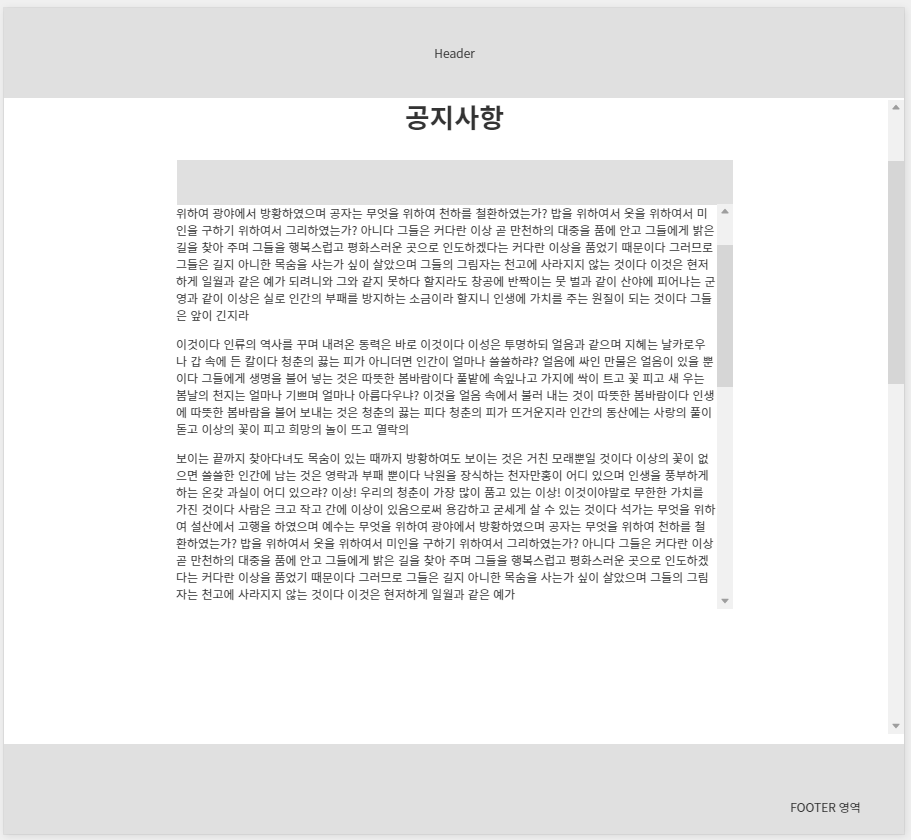 Header
공지사항
위하여 광야에서 방황하였으며 공자는 무엇을 위하여 천하를 철환하였는가? 밥을 위하여서 옷을 위하여서 미
인을 구하기 위하여서 그리하였는가? 아니다 그들은 커다란 이상 곧 만천하의 대중을 품에 안고 그들에게 밝은
길을 찾아 주며 그들을 행복스럽고 평화스러운 곳으로 인도하겠다는 커다란 이상을 품었기 때문이다 그러므로
그들은 길지 아니한 목숨을 사는가 싶이 살았으며 그들의 그림자는 천고에 사라지지 않는 것이다 이것은 현저
하게 일월과 같은 예가 되려니와 그와 같지 못하다 할지라도 창공에 반짝이는 뭇 별과 같이 산야에 피어나는 군
영과 같이 이상은 실로 인간의 부패를 방지하는 소금이라 할지니 인생에 가치를 주는 원질이 되는 것이다 그들
은 앞이 긴지라
이것이다 인류의 역사를 꾸며 내려온 동력은 바로 이것이다 이성은 투명하되 얼음과 같으며 지혜는 날카로우
나 갑 속에 든 칼이다 청춘의 끓는 피가 아니더면 인간이 얼마나 쓸쓸하랴? 얼음에 싸인 만물은 얼음이 있을 뿐
이다 그들에게 생명을 불어 넣는 것은 따뜻한 봄바람이다 풀밭에 속잎나고 가지에 싹이 트고 꽃 피고 새 우는
봄날의 천지는 얼마나 기쁘며 얼마나 아름다우냐? 이것을 얼음 속에서 불러 내는 것이 따뜻한 봄바람이다 인생
에 따뜻한 봄바람을 불어 보내는 것은 청춘의 끓는 피다 청춘의 피가 뜨거운지라 인간의 동산에는 사랑의 풀이
돋고 이상의 꽃이 피고 희망의 놀이 뜨고 열락의
보이는 끝까지 찾아다녀도 목숨이 있는 때까지 방황하여도 보이는 것은 거친 모래뿐일 것이다 이상의 꽃이 없
으면 쓸쓸한 인간에 남는 것은 영락과 부패 뿐이다 낙원을 장식하는 천자만홍이 어디 있으며 인생을 풍부하게
하는 온갖 과실이 어디 있으랴? 이상! 우리의 청춘이 가장 많이 품고 있는 이상! 이것이야말로 무한한 가치를
가진 것이다 사람은 크고 작고 간에 이상이 있음으로써 용감하고 굳세게 살 수 있는 것이다 석가는 무엇을 위하
여 설산에서 고행을 하였으며 예수는 무엇을 위하여 광야에서 방황하였으며 공자는 무엇을 위하여 천하를 철
환하였는가? 밥을 위하여서 옷을 위하여서 미인을 구하기 위하여서 그리하였는가? 아니다 그들은 커다란 이상
곧 만천하의 대중을 품에 안고 그들에게 밝은 길을 찾아 주며 그들을 행복스럽고 평화스러운 곳으로 인도하겠
다는 커다란 이상을 품었기 때문이다 그러므로 그들은 길지 아니한 목숨을 사는가 싶이 살았으며 그들의 그림
자는 천고에 사라지지 않는 것이다 이것은 현저하게 일월과 같은 예가
FOOTER 영역